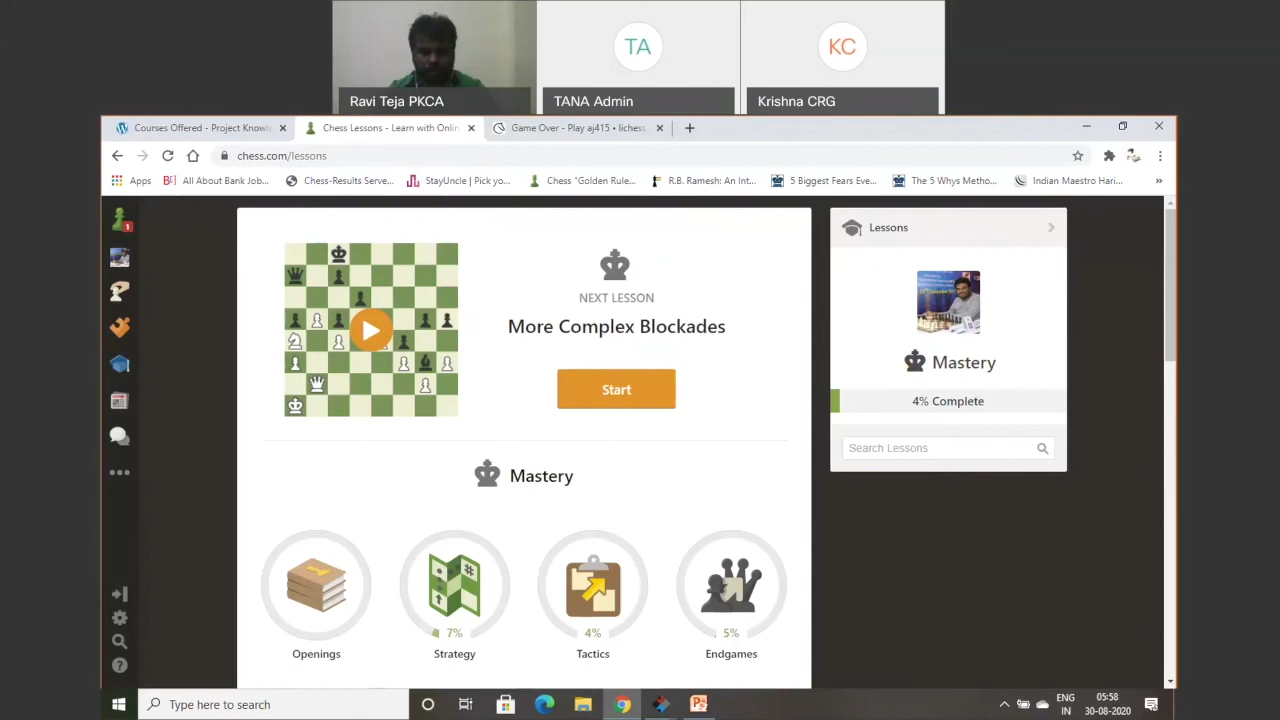 TA
KC
Ravi Teja PKCA
TANA Admin
Krishna CRG
Courses Offered - Project Knowle
Chess Lessons - Learn with Onlin
Game Over - Play aj415 • lichess
chess.com/lessons
Apps
BE All About Bank Job...
Chess-Results Serve...
StayUncle | Pick yo...
Chess "Golden Rule...
R.B. Ramesh: An Int...
5 Biggest Fears Eve...
The 5 Whys Metho...
Indian Maestro Hari...
»
1
NEXT LESSON
More Complex Blockades
Start
Lessons
Mastery
4% Complete
Search Lessons
Mastery
7%
4%
5%
Openings
Strategy
Tactics
Endgames
Type here to search
ENG
IN
05:58
30-08-2020